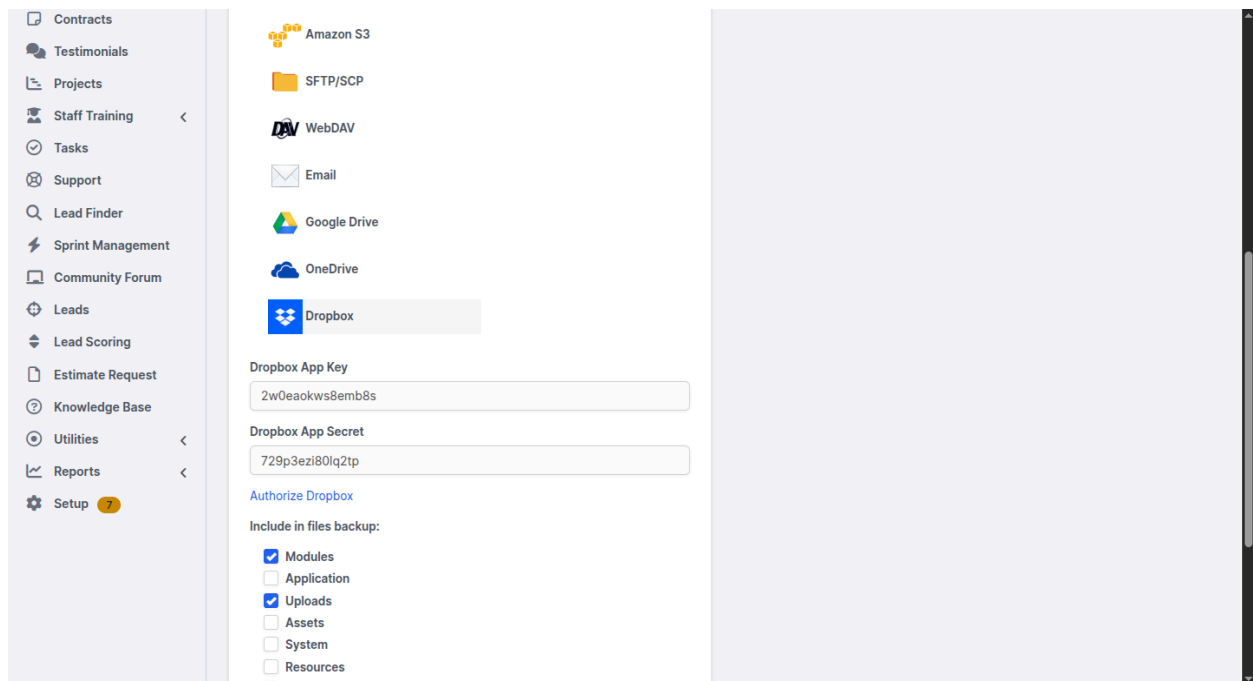 Contracts
Testimonials
Projects
Staff Training
Tasks
Support
Lead Finder
Sprint Management
Community Forum
Leads
Lead Scoring
Estimate Request
Knowledge Base
Utilities
Reports
Setup 7
Amazon S3
SFTP/SCP
DAV WebDAV
Email
Google Drive
OneDrive
Dropbox
Dropbox App Key
2w0eaokws8emb8s
Dropbox App Secret
729p3ezi80lq2tp
Authorize Dropbox
Include in files backup:
Modules
Application
Uploads
Assets
System
Resources